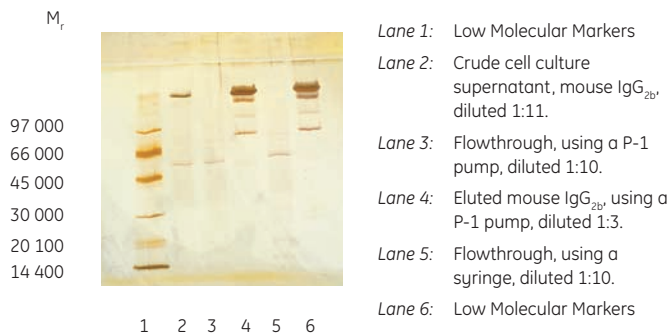 Mr
97 000
66 000
45 000
30 000
20 100
14 400
1 2 3 4 5 6
Lane 1: Low Molecular Markers
Lane 2: Crude cell culture
supernatant, mouse IgG2b,
diluted 1:11.
Lane 3: Flowthrough, using a P-1
pump, diluted 1:10.
Lane 4: Eluted mouse IgG2b, using a
P-1 pump, diluted 1:3.
Lane 5: Flowthrough, using a
syringe, diluted 1:10.
Lane 6: Low Molecular Markers